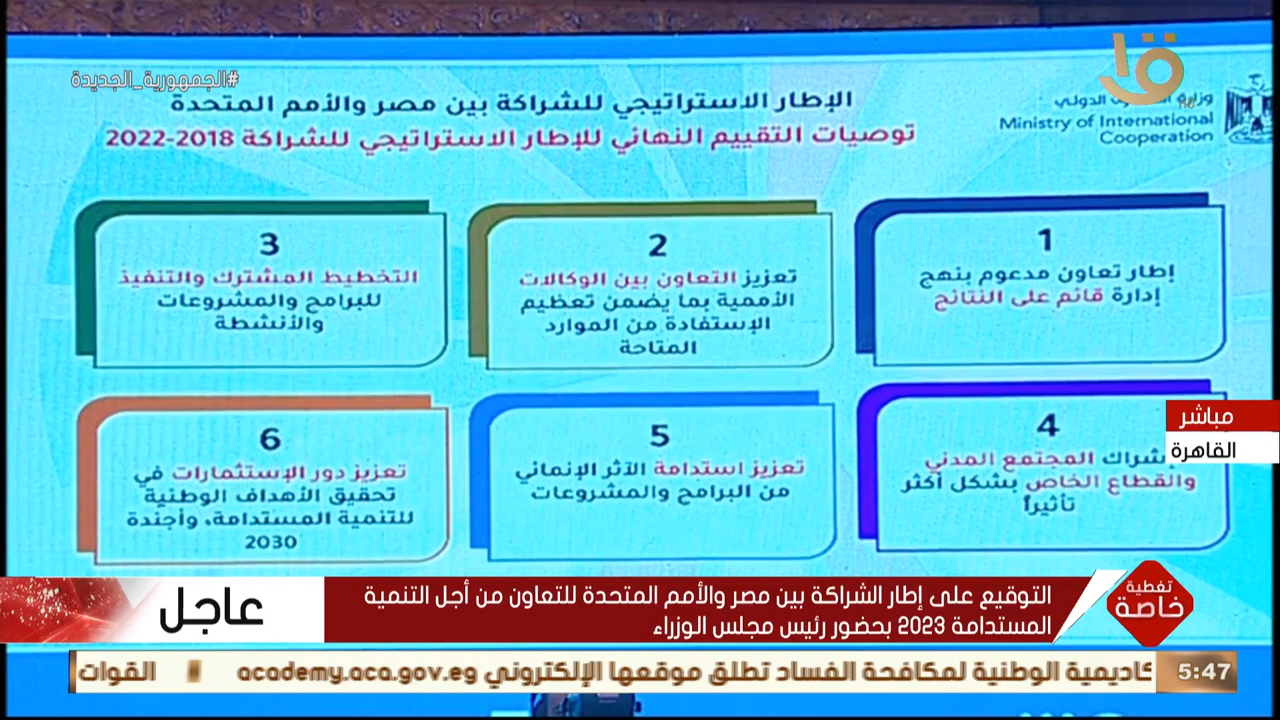 #الجمهورية_الجديدة
الإطار الاستراتيجي للشراكة بين مصر والأمم المتحدة
توصيات التقييم النهائي للإطار الاستراتيجي للشراكة 2018-2022
وزارة الدولي
Ministry of International
Cooperation
1
إطار تعاون مدعوم بنهج
إدارة قائم على النتائج
2
تعزيز التعاون بين الوكالات
الأممية بما يضمن تعظيم
الإستفادة من الموارد
المتاحة
3
التخطيط المشترك والتنفيذ
للبرامج والمشروعات
والأنشطة
4
المجتمع المدني
والقطاع الخاص بشكل أكثر
تأثيراً
5
تعزيز استدامة الآثر الإنمائي
من البرامج والمشروعات
6
تعزيز دور الإستثمارات في
تحقيق الأهداف الوطنية
للتنمية المستدامة، وأجندة
2030
مباشر
القاهرة
تغطية
خاصة
التوقيع على إطار الشراكة بين مصر والأمم المتحدة للتعاون من أجل التنمية
المستدامة 2023 بحضور رئيس مجلس الوزراء
عاجل
5:47
كاديمية الوطنية لمكافحة الفساد تطلق موقعها الإلكتروني academy.aca.gov.eg
القوات